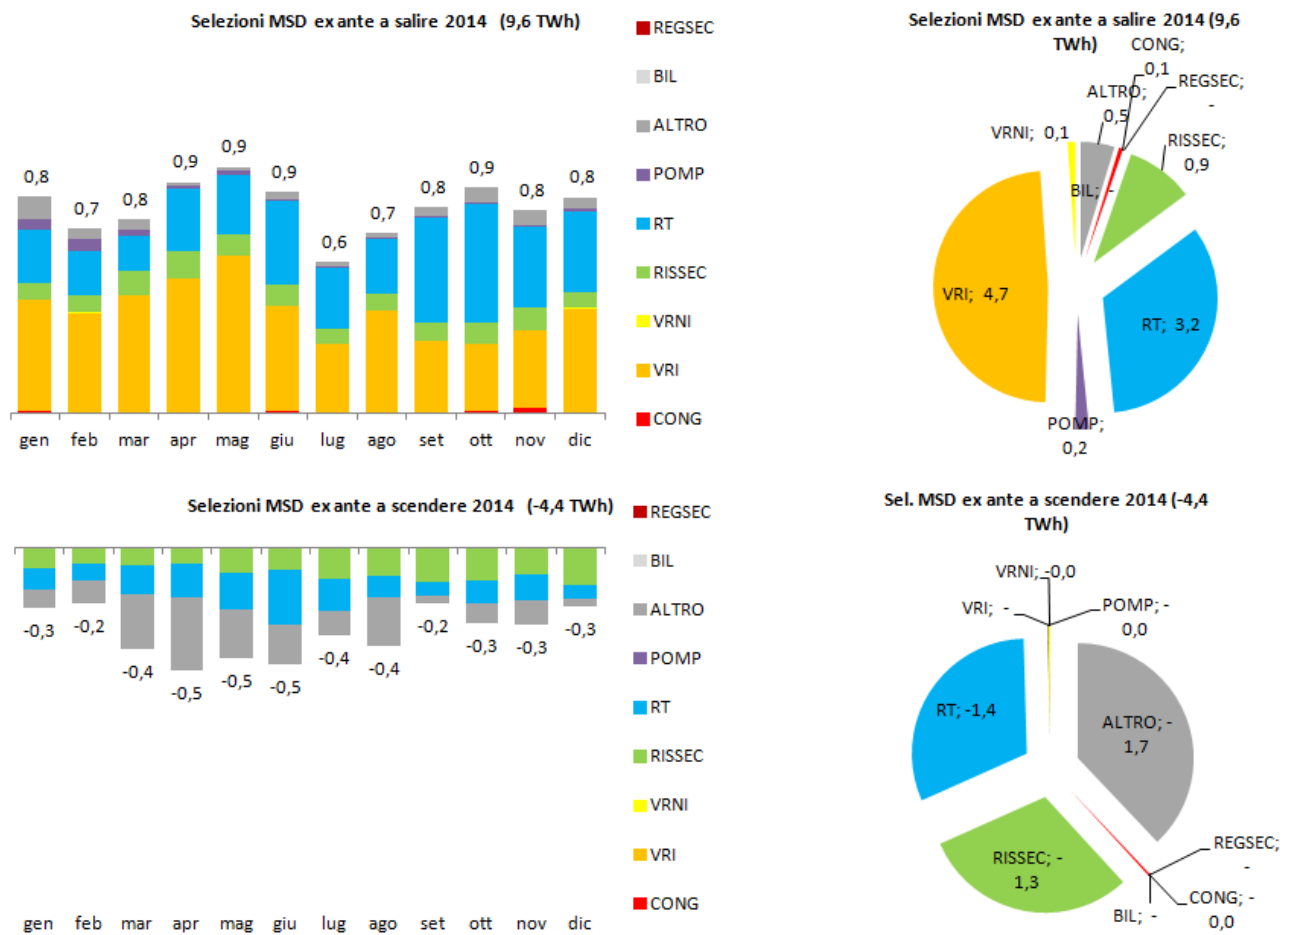 Selezioni MSD ex ante a salire 2014 (9,6 TWh)
0,8
0,7
0,8
0,9
0,9
0,9
0,6
0,7
0,8
0,9
0,8
0,8
gen feb mar apr mag giu lug ago set ott nov dic
REGSEC
BIL
ALTRO
POMP
RT
RISSEC
VRNI
VRI
CONG
Selezioni MSD ex ante a salire 2014 (9,6
TWh)
CONG;
0,1
REGSEC;
-
ALTRO;
0,5
VRNI; 0,1
RISSEC;
0,9
BIL; -
VRI; 4,7
RT; 3,2
POMP;
0,2
Selezioni MSD ex ante a scendere 2014 (-4,4 TWh)
-0,3
-0,2
-0,4
-0,5
-0,5
-0,5
-0,4
-0,4
-0,2
-0,3
-0,3
-0,3
gen feb mar apr mag giu lug ago set ott nov dic
REGSEC
BIL
ALTRO
POMP
RT
RISSEC
VRNI
VRI
CONG
Sel. MSD ex ante a scendere 2014 (-4,4
TWh)
VRNI; -0,0
VRI; -
POMP; -
0,0
RT; -1,4
ALTRO; -
1,7
REGSEC;
-
RISSEC; -
1,3
CONG; -
0,0
BIL; -